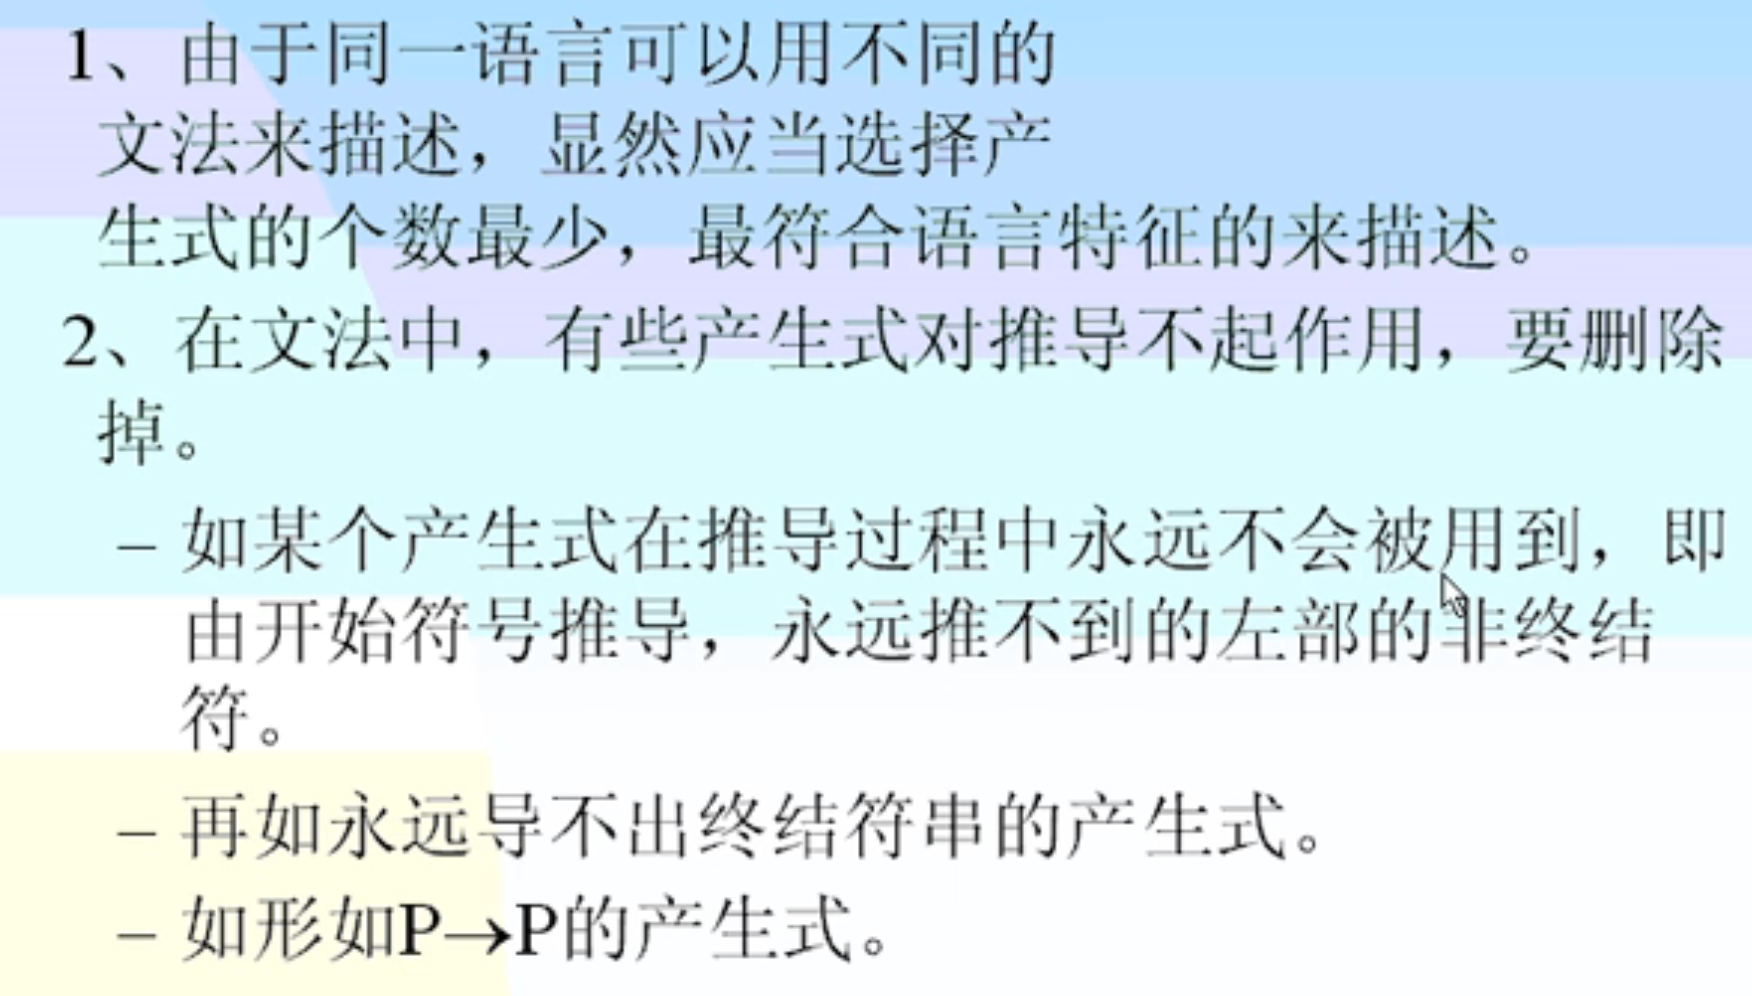 1、由于同一语言可以用不同的
文法来描述，显然应当选择产
生式的个数最少，最符合语言特征的来描述。
2、在文法中，有些产生式对推导不起作用，要删除
掉。
– 如某个产生式在推导过程中永远不会被用到，即
由开始符号推导，永远推不到的左部的非终结
符。
– 再如永远导不出终结符串的产生式。
– 如形如P→P的产生式。